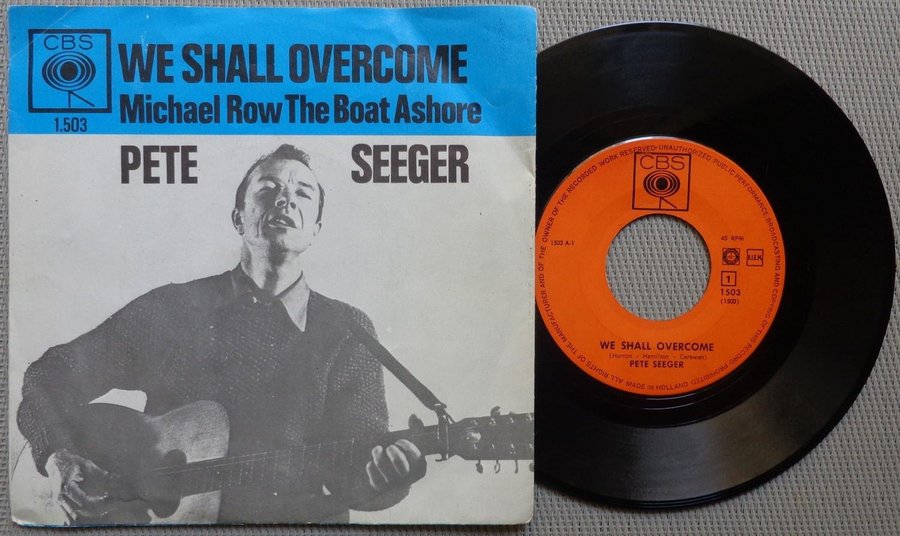 CBS
1.503
WE SHALL OVERCOME
Michael Row The Boat Ashore
PETE SEEGER
ALL RIGHTS OF THE MANUFACTURER AND OF THE OWNER OF THE RECORDED WORK RESERVED-UNAUTHORIZED PUBLIC PERFORMANCE BROADCASTING AND COPYING OF THIS RECORD PROHIBITED
CBS
1503 A-1
45 RPM
B.I.E.M.
1
1503
(1503)
WE SHALL OVERCOME
(Horton - Hamilton - Carawan)
PETE SEEGER
MADE IN HOLLAND